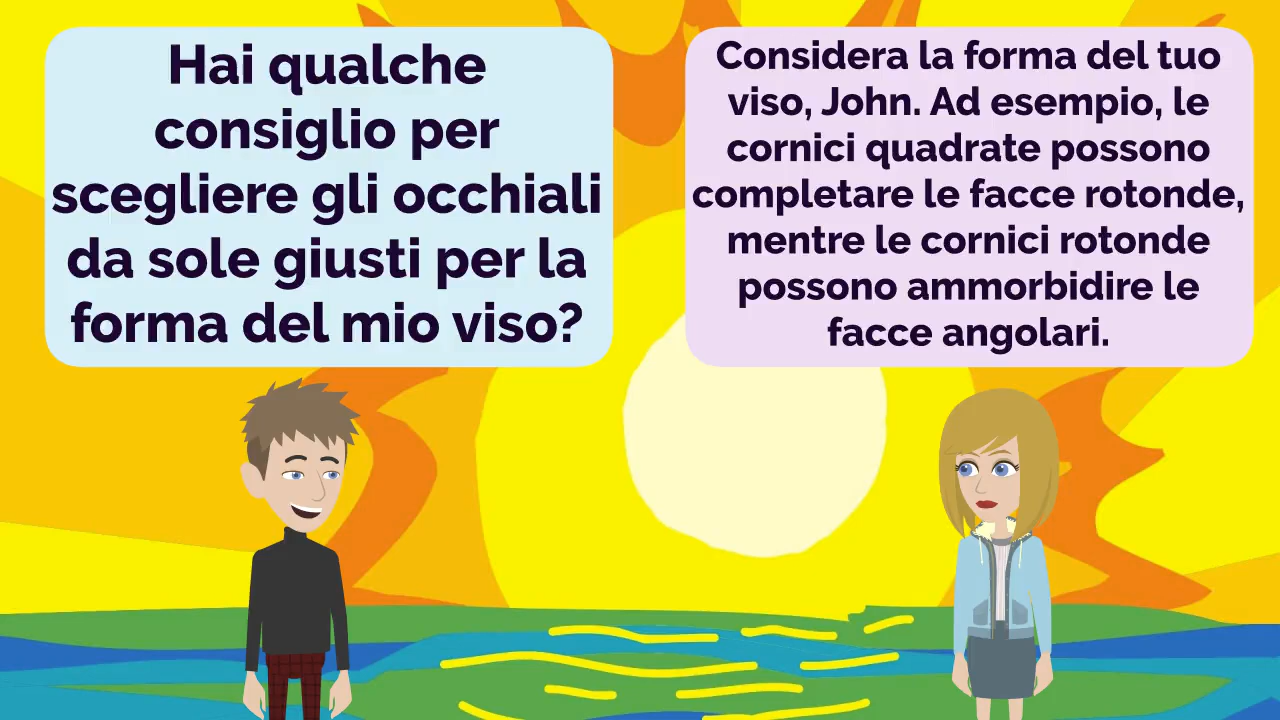 Hai qualche
consiglio per
scegliere gli occhiali
da sole giusti per la
forma del mio viso?
Considera la forma del tuo
viso, John. Ad esempio, le
cornici quadrate possono
completare le facce rotonde,
mentre le cornici rotonde
possono ammorbidire le
facce angolari.